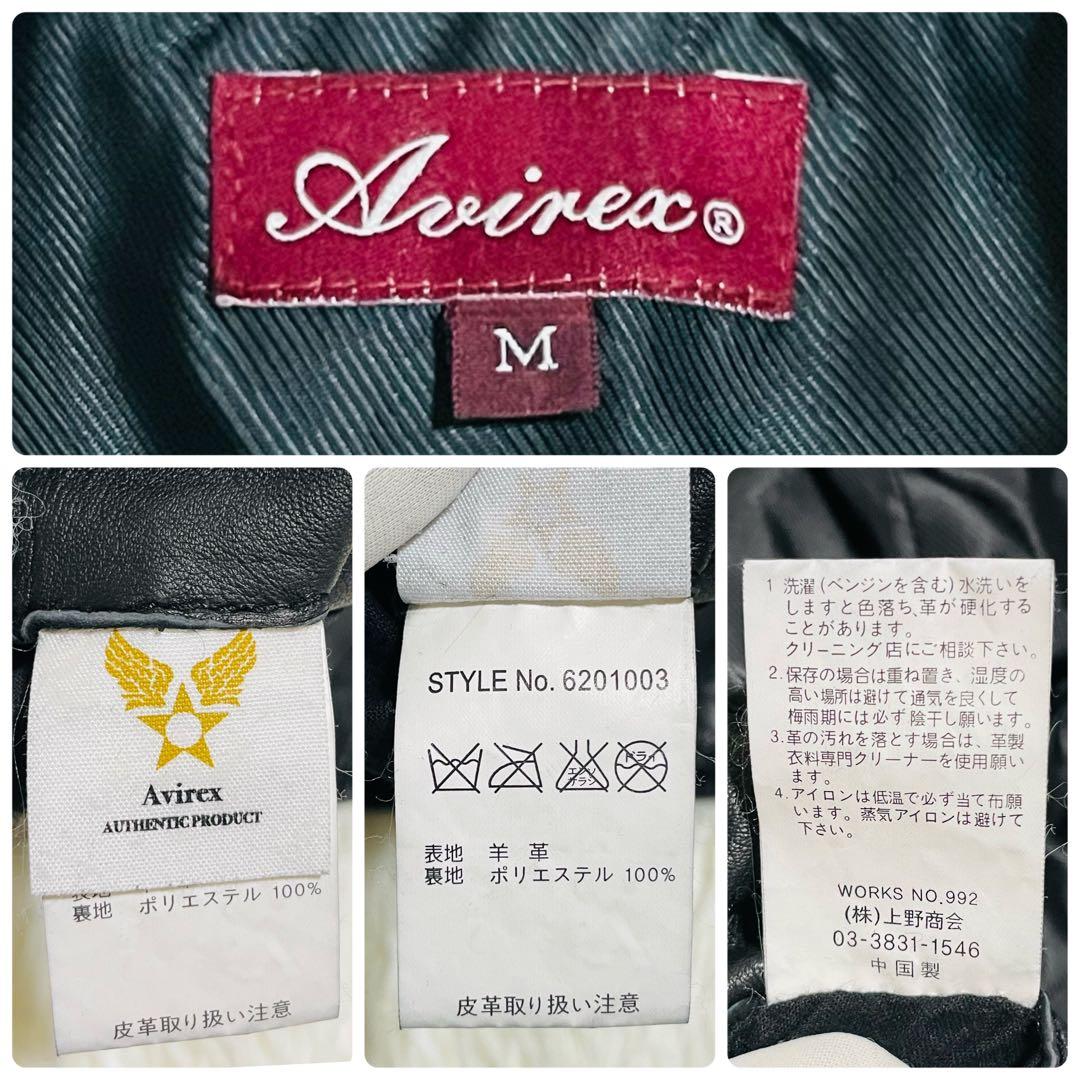 Avirex®
M
Avirex
AUTHENTIC PRODUCT
裏地 ポリエステル 100%
皮革取り扱い注意
STYLE No. 6201003
エンソ
サラシ
ドライ
表地 羊 革
裏地 ポリエステル 100%
皮革取り扱い注意
1 洗濯(ベンジンを含む)水洗いを
しますと色落ち、革が硬化する
ことがあります。
クリーニング店にご相談下さい。
2.保存の場合は重ね置き、湿度の
高い場所は避けて通気を良くして
梅雨期には必ず陰干し願います。
3.革の汚れを落とす場合は、革製
衣料専門クリーナーを使用願い
ます。
4.アイロンは低温で必ず当て布願
います。蒸気アイロンは避けて
下さい。
WORKS NO.992
(株)上野商会
03-3831-1546
中国製